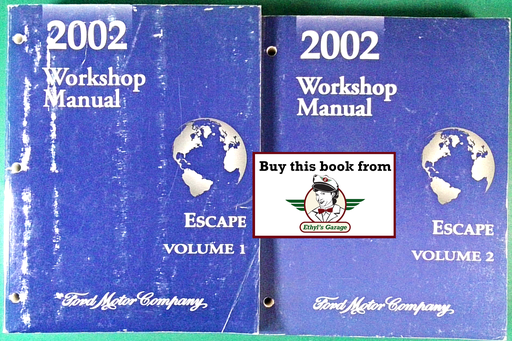 2002
Workshop
Manual
ESCAPE
VOLUME 1
Ford Motor Company,
2002
Workshop
Manual
ESCAPE
VOLUME 2
Ford Motor Company,
Buy this book from
Ethyl's Garage